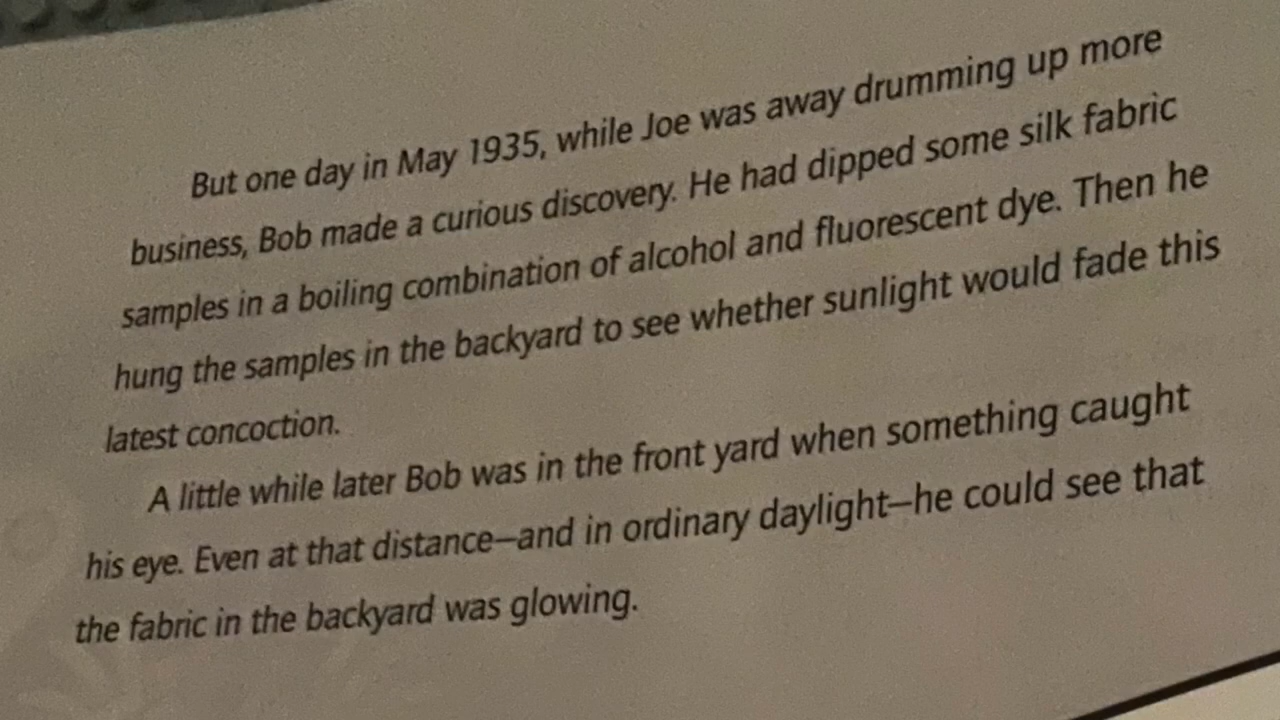 But one day in May 1935, while Joe was away drumming up more
business, Bob made a curious discovery. He had dipped some silk fabric
samples in a boiling combination of alcohol and fluorescent dye. Then he
hung the samples in the backyard to see whether sunlight would fade this
latest concoction.
A little while later Bob was in the front yard when something caught
his eye. Even at that distance—and in ordinary daylight—he could see that
the fabric in the backyard was glowing.